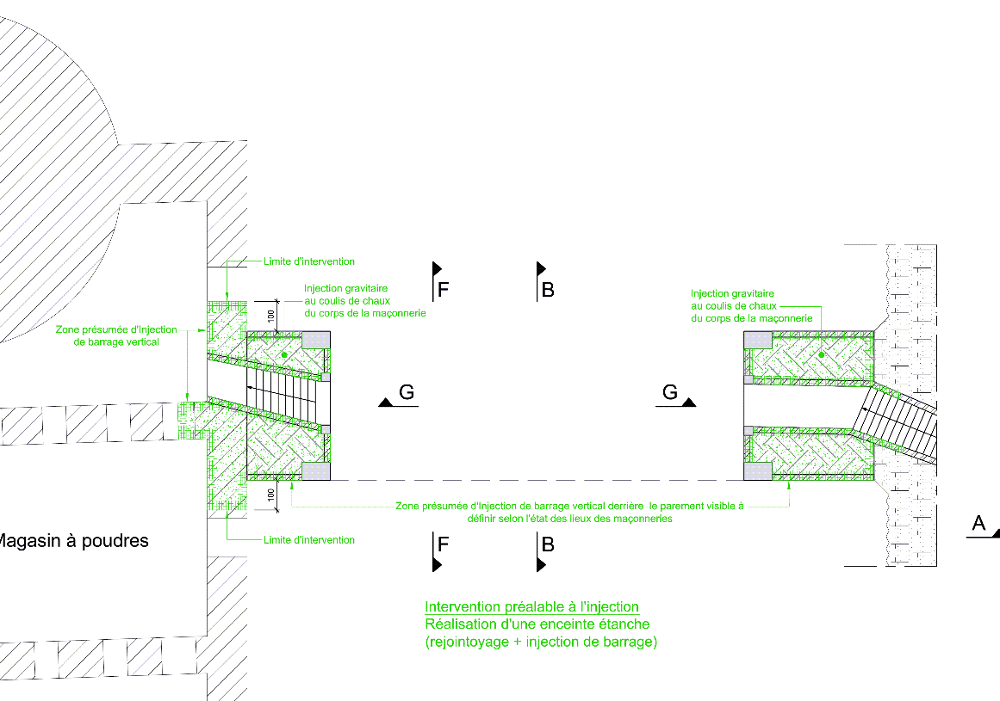 Limite d'intervention
F
B
Injection gravitaire
au coulis de chaux
du corps de la maçonnerie
100
Injection gravitaire
au coulis de chaux
du corps de la maçonnerie
Zone présumée d'Injection
de barrage vertical
G
G
100
Zone présumée d'Injection de barrage vertical derrière le parement visible à
définir selon l'état des lieux des maçonneries
A
Magasin à poudres
Limite d'intervention
F
B
Intervention préalable à l'injection
Réalisation d'une enceinte étanche
(rejointoyage + injection de barrage)